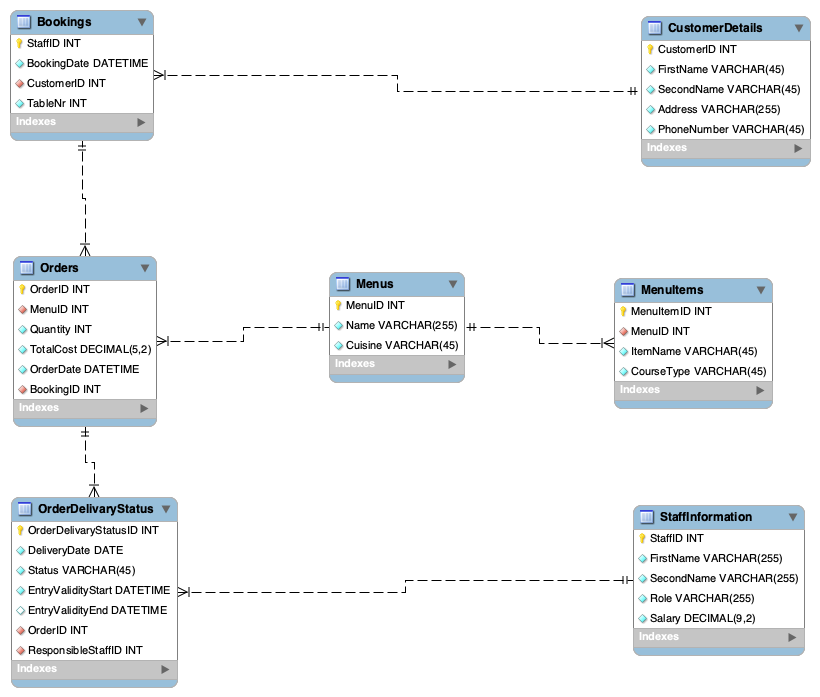 Bookings
StaffID INT
BookingDate DATETIME
CustomerID INT
TableNr INT
Indexes
CustomerDetails
CustomerID INT
FirstName VARCHAR(45)
SecondName VARCHAR(45)
Address VARCHAR(255)
PhoneNumber VARCHAR(45)
Indexes
Orders
OrderID INT
MenuID INT
Quantity INT
TotalCost DECIMAL(5,2)
OrderDate DATETIME
BookingID INT
Indexes
Menus
MenuID INT
Name VARCHAR(255)
Cuisine VARCHAR(45)
Indexes
MenuItems
MenuItemID INT
MenuID INT
ItemName VARCHAR(45)
CourseType VARCHAR(45)
Indexes
OrderDelivaryStatus
OrderDelivaryStatusID INT
DeliveryDate DATE
Status VARCHAR(45)
EntryValidityStart DATETIME
EntryValidityEnd DATETIME
OrderID INT
ResponsibleStaffID INT
Indexes
StaffInformation
StaffID INT
FirstName VARCHAR(255)
SecondName VARCHAR(255)
Role VARCHAR(255)
Salary DECIMAL(9,2)
Indexes